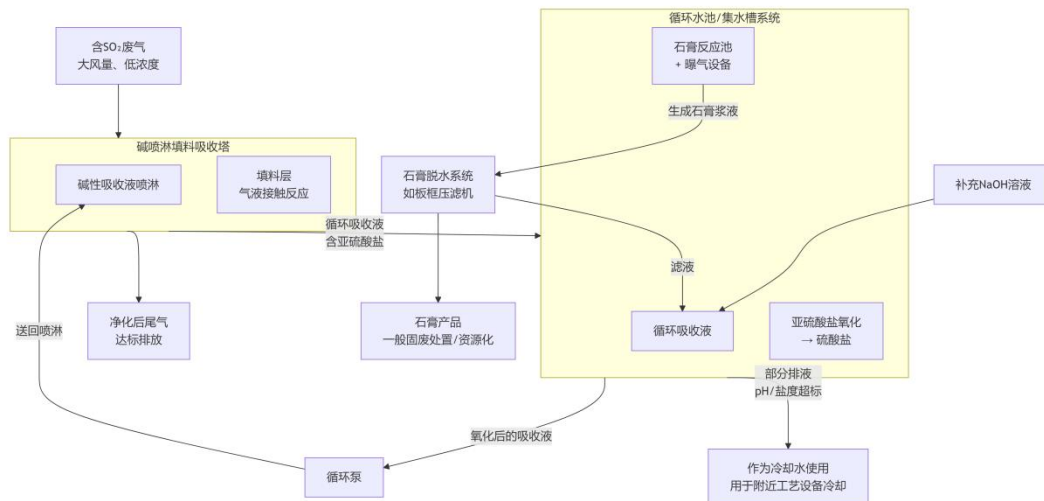 循环水池/集水槽系统
含SO₂废气
大风量、低浓度
石膏反应池
+ 曝气设备
生成石膏浆液
碱喷淋填料吸收塔
碱性吸收液喷淋
填料层
气液接触反应
石膏脱水系统
如板框压滤机
补充NaOH溶液
循环吸收液
含亚硫酸盐
滤液
送回喷淋
净化后尾气
达标排放
石膏产品
一般固废处置/资源化
循环吸收液
亚硫酸盐氧化
→ 硫酸盐
部分排液
pH/盐度超标
氧化后的吸收液
循环泵
作为冷却水使用
用于附近工艺设备冷却